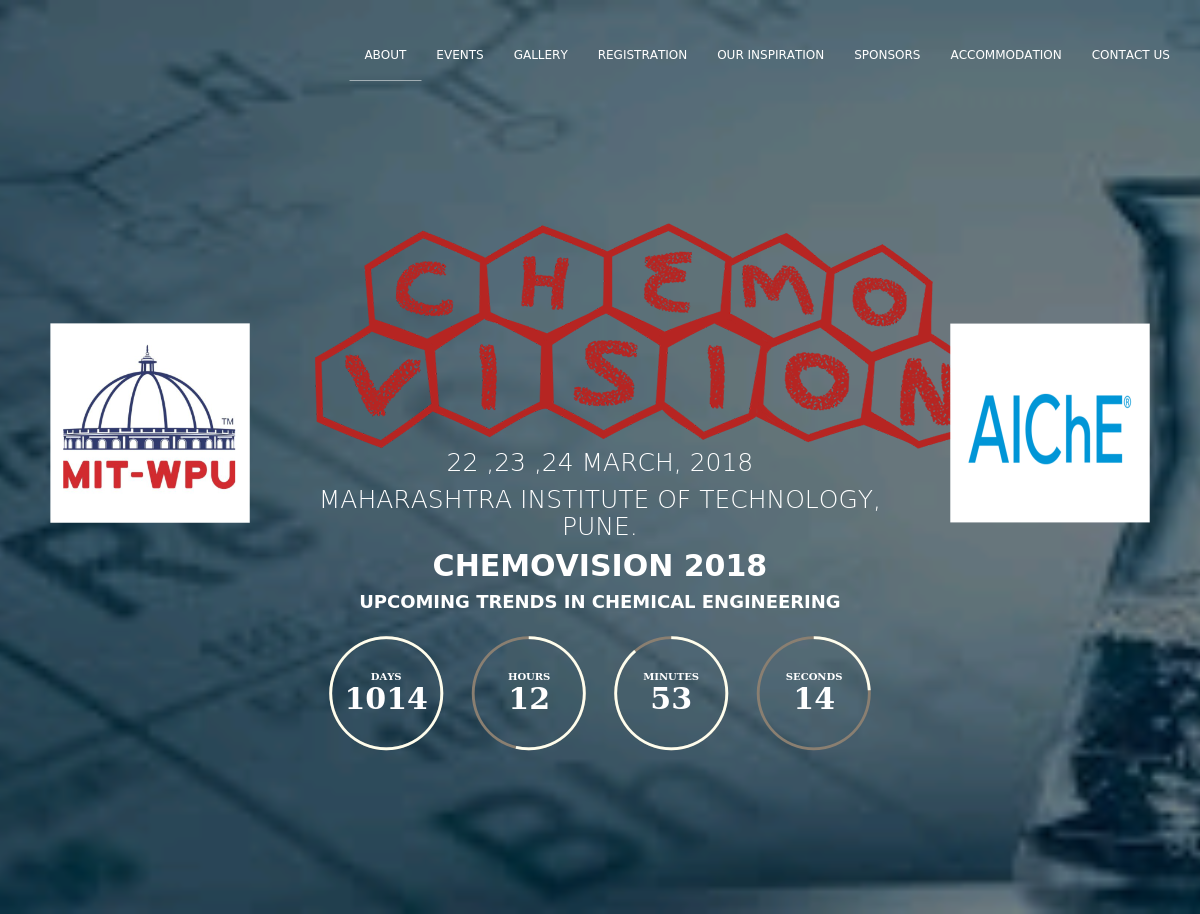 ABOUT EVENTS GALLERY REGISTRATION OUR INSPIRATION SPONSORS ACCOMMODATION CONTACT US
CHEMO
VISION
MIT-WPU
TM
AIChE®
22 ,23 ,24 MARCH, 2018
MAHARASHTRA INSTITUTE OF TECHNOLOGY,
PUNE.
CHEMOVISION 2018
UPCOMING TRENDS IN CHEMICAL ENGINEERING
DAYS HOURS MINUTES SECONDS
1014 12 53 14
N
Bh